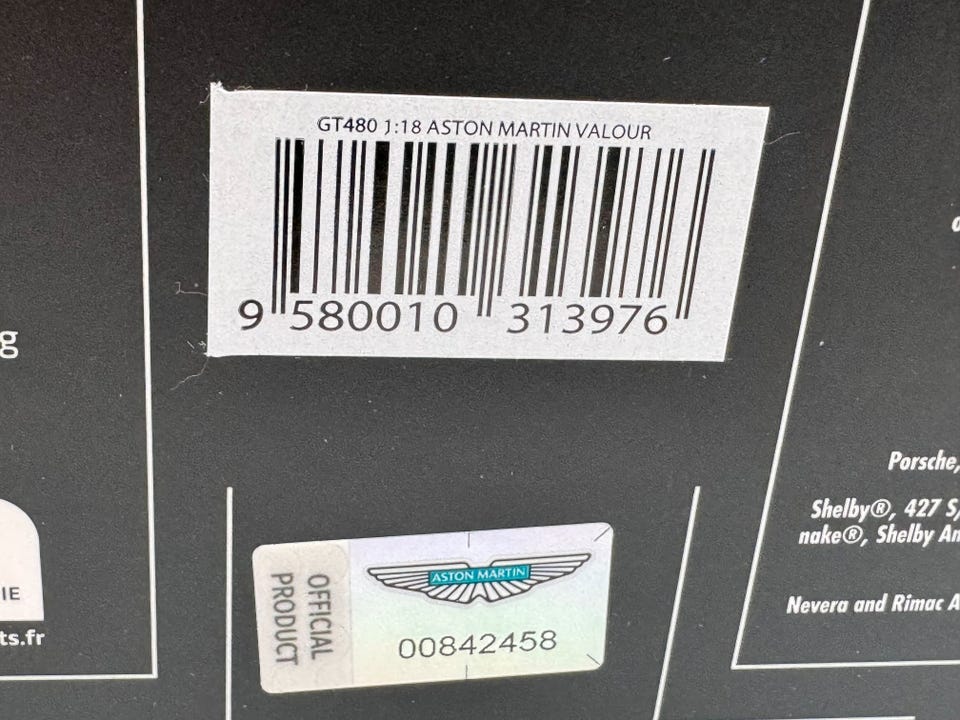 GT480 1:18 ASTON MARTIN VALOUR
9 580010 313976
g
Porsche,
Shelby®, 427 S/
nake®, Shelby Am
Nevera and Rimac A
IE
ts.fr
OFFICIAL
PRODUCT
ASTON MARTIN
00842458